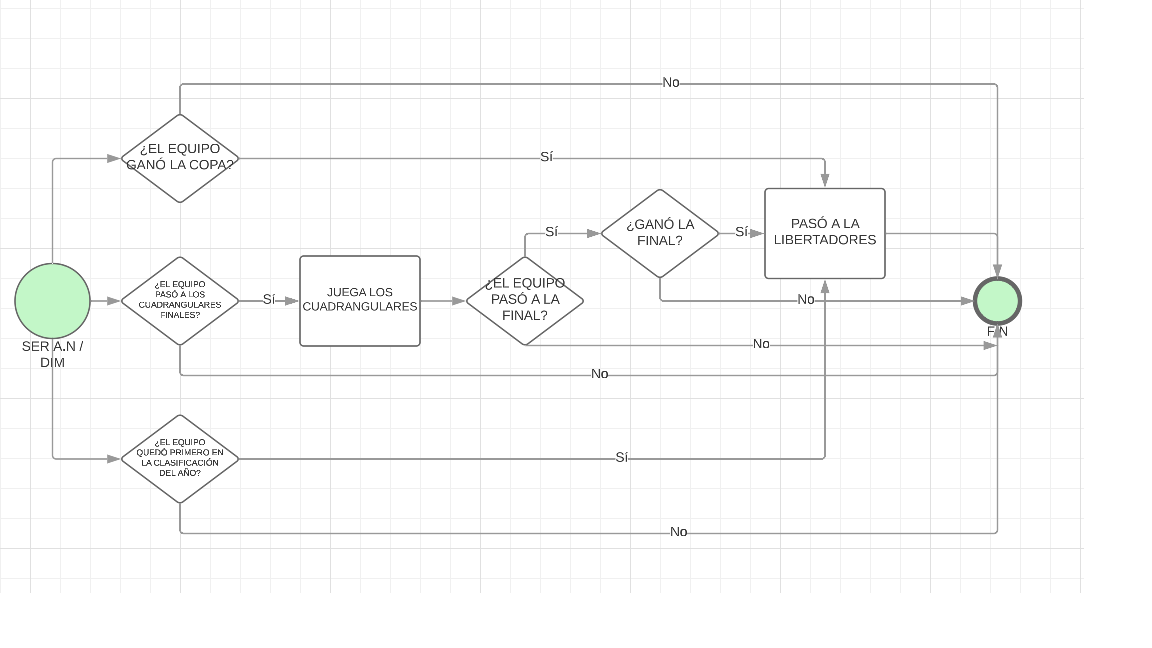 No
¿EL EQUIPO
GANÓ LA COPA?
Sí
¿GANÓ LA
FINAL?
Sí
Sí
PASÓ A LA
LIBERTADORES
SER A.N /
DIM
¿EL EQUIPO
PASÓ A LOS
CUADRANGULARES
FINALES?
Sí
JUEGA LOS
CUADRANGULARES
¿EL EQUIPO
PASÓ A LA
FINAL?
No
FIN
No
No
¿EL EQUIPO
QUEDÓ PRIMERO EN
LA CLASIFICACIÓN
DEL AÑO?
Sí
No